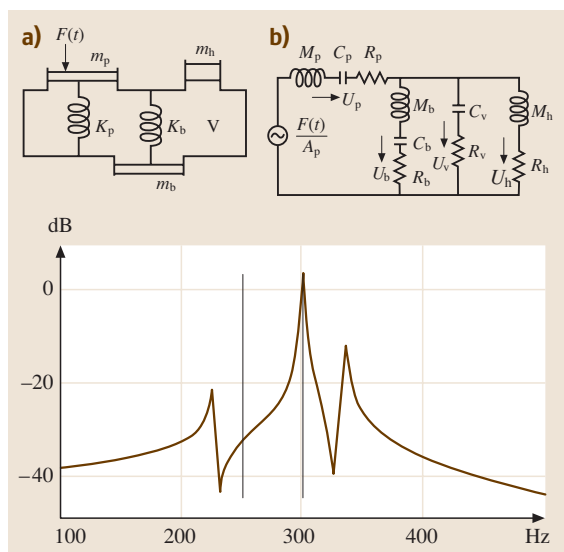 a)
F(t)
m_p
m_h
K_p
K_b
V
m_b
b)
M_p C_p R_p
U_p
F(t)
A_p
M_b
C_b
U_b
R_b
C_v
U_v
R_v
M_h
U_h
R_h
dB
0
−20
−40
100 200 300 400 Hz